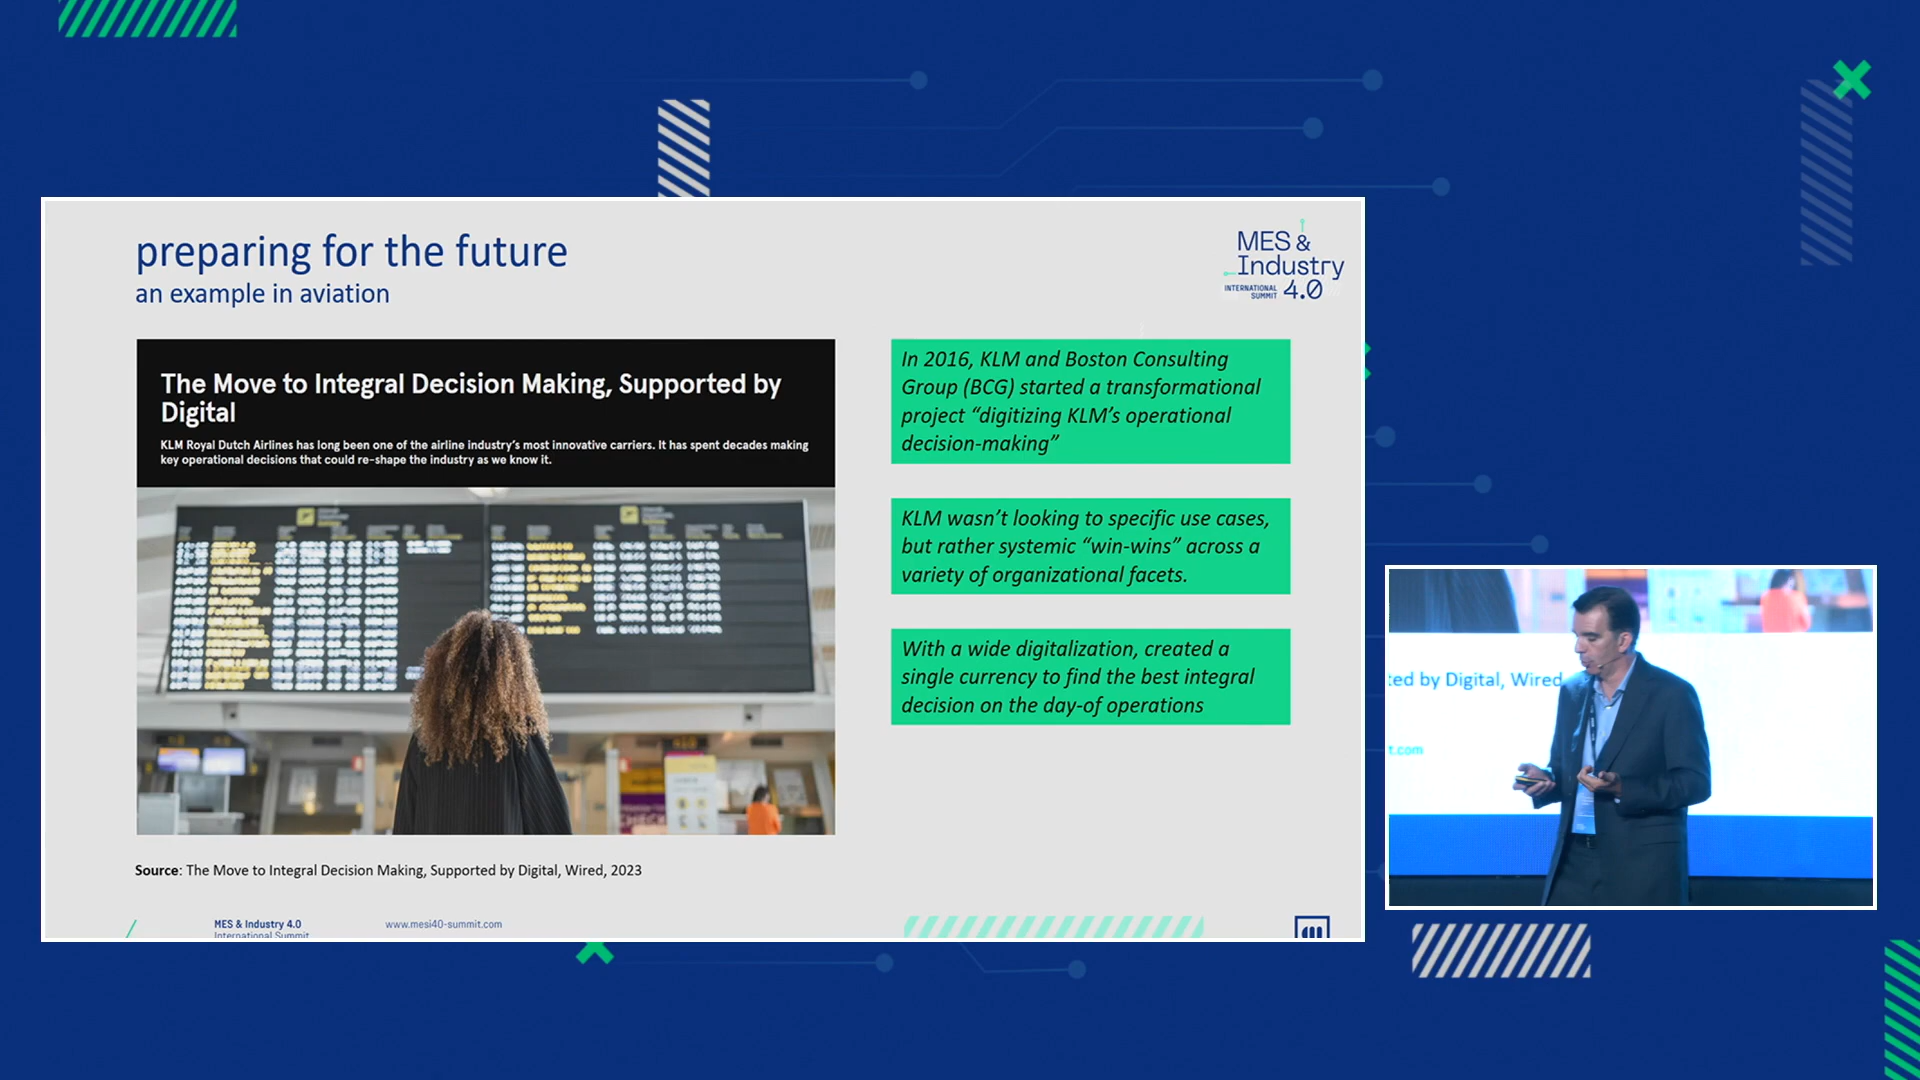 preparing for the future
an example in aviation
MES &
Industry
INTERNATIONAL
SUMMIT 4.0
The Move to Integral Decision Making, Supported by
Digital
KLM Royal Dutch Airlines has long been one of the airline industry's most innovative carriers. It has spent decades making
key operational decisions that could re-shape the industry as we know it.
In 2016, KLM and Boston Consulting
Group (BCG) started a transformational
project “digitizing KLM’s operational
decision-making”
KLM wasn’t looking to specific use cases,
but rather systemic “win-wins” across a
variety of organizational facets.
With a wide digitalization, created a
single currency to find the best integral
decision on the day-of operations
Source: The Move to Integral Decision Making, Supported by Digital, Wired, 2023
MES & Industry 4.0
International Summit
www.mesi40-summit.com
ted by Digital, Wired
t.com